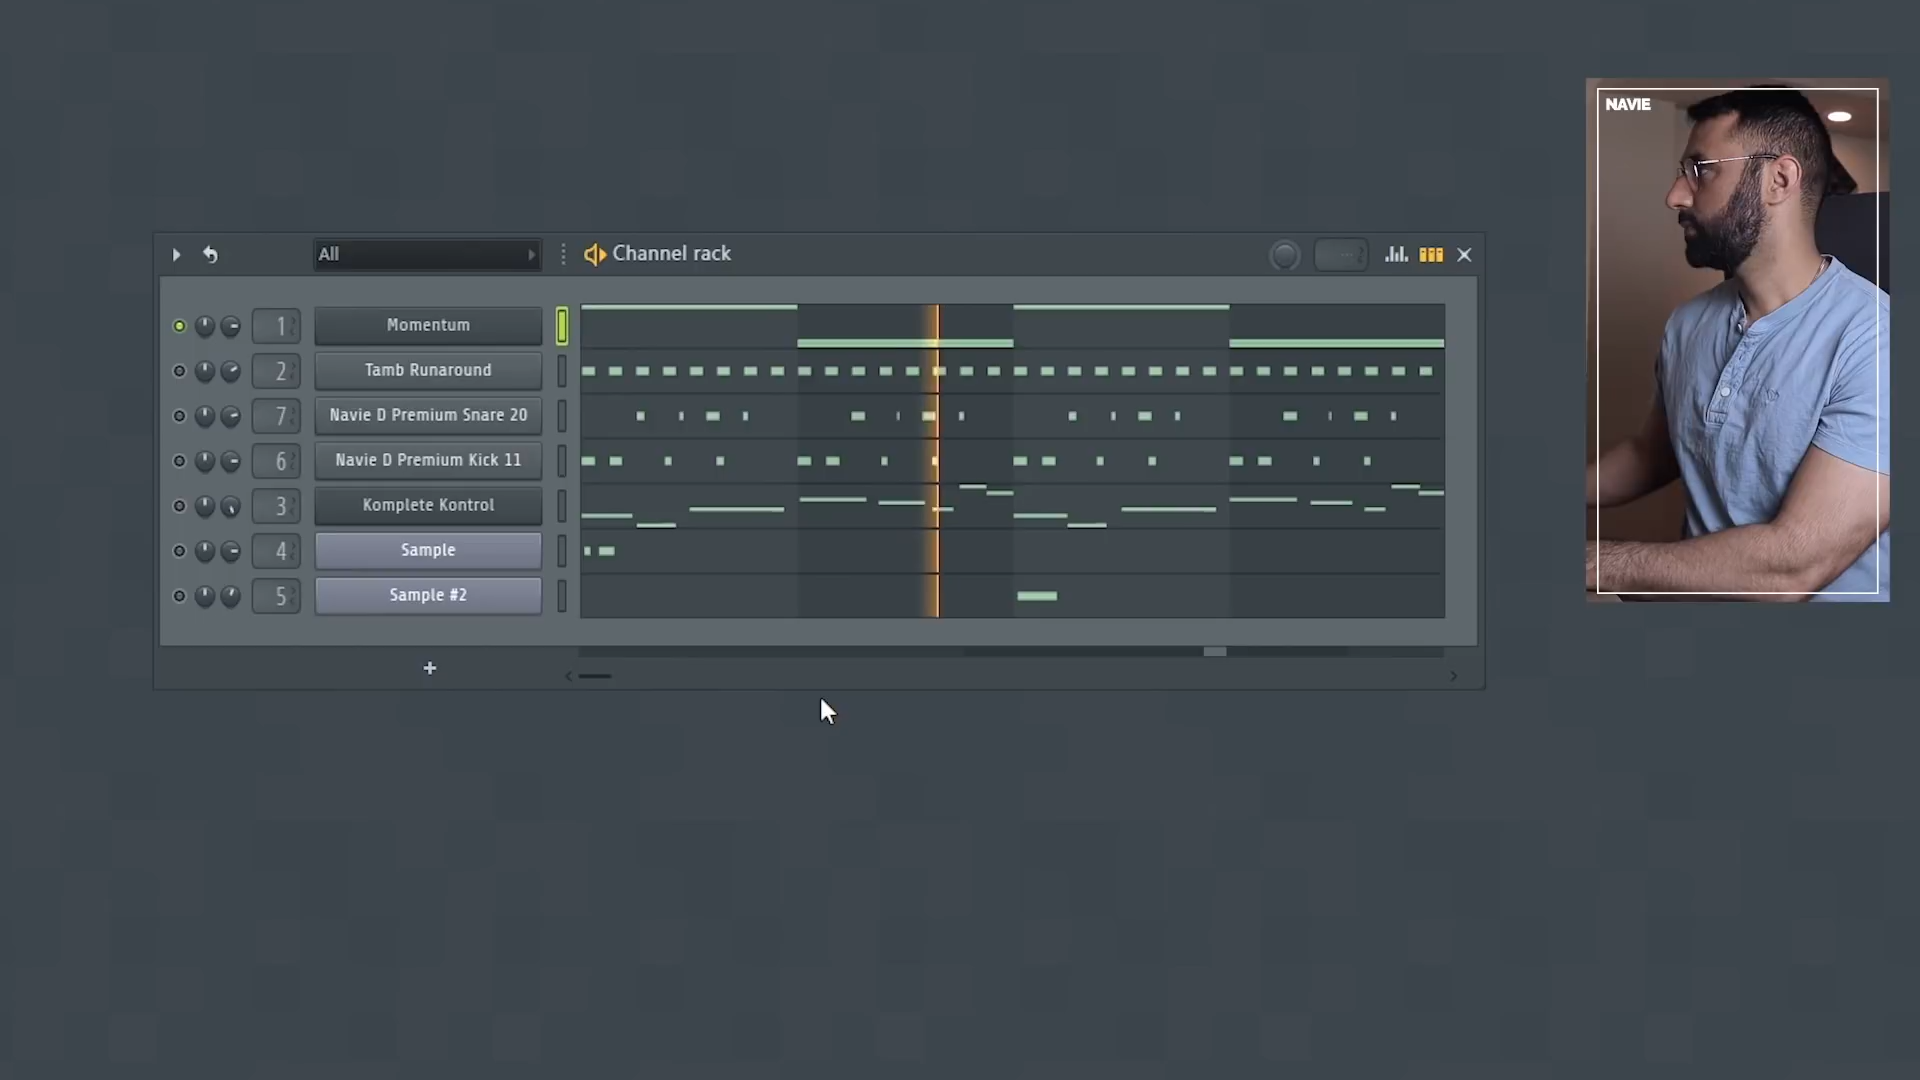 NAVIE
All
Channel rack
1 Momentum
2 Tamb Runaround
7 Navie D Premium Snare 20
6 Navie D Premium Kick 11
3 Komplete Kontrol
4 Sample
5 Sample #2
+